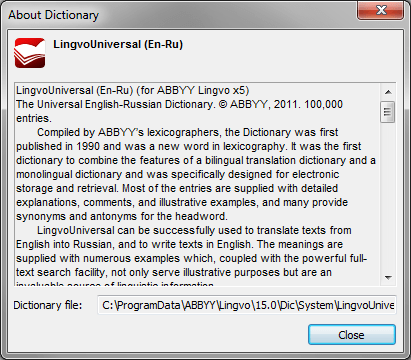 About Dictionary
LingvoUniversal (En-Ru)
LingvoUniversal (En-Ru) (for ABBYY Lingvo x5)
The Universal English-Russian Dictionary. © ABBYY, 2011. 100,000
entries.
Compiled by ABBYY's lexicographers, the Dictionary was first
published in 1990 and was a new word in lexicography. It was the first
dictionary to combine the features of a bilingual translation dictionary and a
monolingual dictionary and was specifically designed for electronic
storage and retrieval. Most of the entries are supplied with detailed
explanations, comments, and illustrative examples, and many provide
synonyms and antonyms for the headword.
LingvoUniversal can be successfully used to translate texts from
English into Russian, and to write texts in English. The meanings are
supplied with numerous examples which, coupled with the powerful full-
text search facility, not only serve illustrative purposes but are an
invaluable source of linguistic information.
Dictionary file: C:\ProgramData\ABBYY\Lingvo\15.0\Dic\System\LingvoUnive
Close